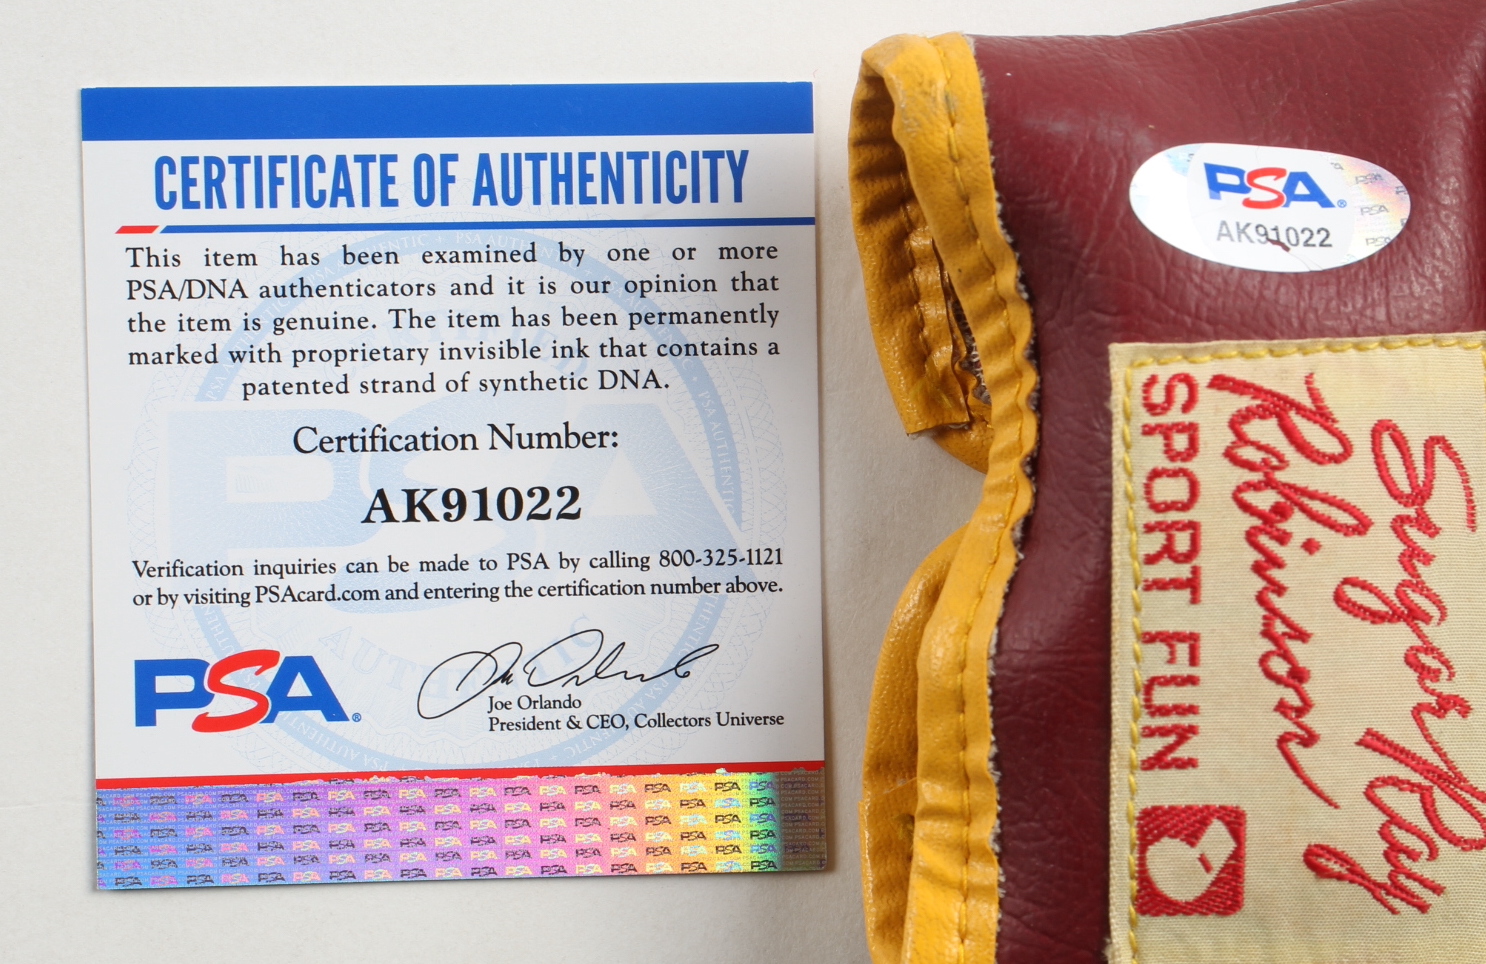 CERTIFICATE OF AUTHENTICITY
This item has been examined by one or more
PSA/DNA authenticators and it is our opinion that
the item is genuine. The item has been permanently
marked with proprietary invisible ink that contains a
patented strand of synthetic DNA.
Certification Number:
AK91022
Verification inquiries can be made to PSA by calling 800-325-1121
or by visiting PSAcard.com and entering the certification number above.
PSA®
Joe Orlando
President & CEO, Collectors Universe
PSA®
AK91022
Sugar Ray
Robinson
SPORT FUN